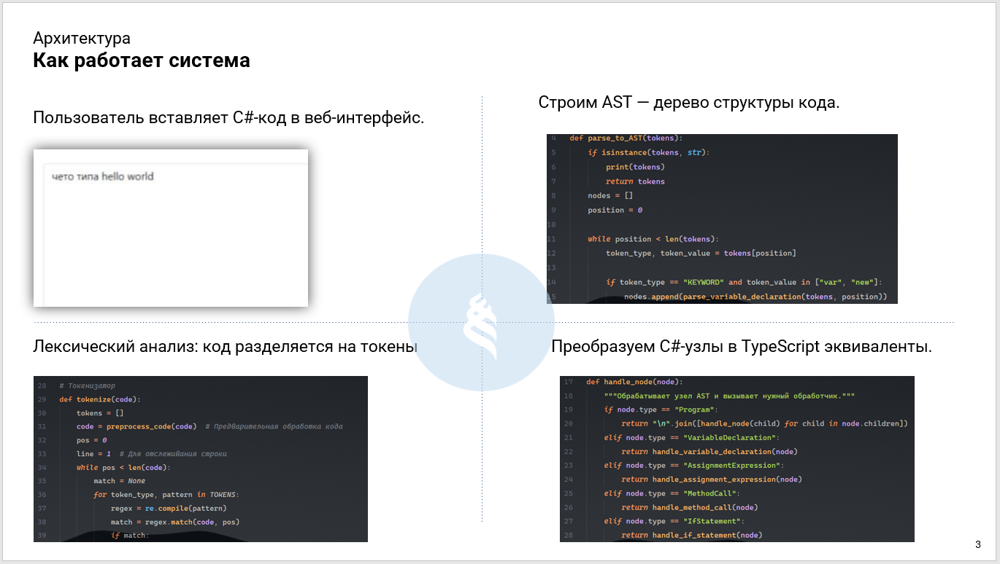 Архитектура
Как работает система
Пользователь вставляет C#-код в веб-интерфейс.
чето типа hello world
Лексический анализ: код разделяется на токены
28 # Токенизатор
29 def tokenize(code):
30 tokens = []
31 code = preprocess_code(code) # Предварительная обработка кода
32 pos = 0
33 line = 1 # Для отслеживания строки
34 while pos < len(code):
35 match = None
36 for token_type, pattern in TOKENS:
37 regex = re.compile(pattern)
38 match = regex.match(code, pos)
39 if match:
Строим AST — дерево структуры кода.
4 def parse_to_AST(tokens):
5 if isinstance(tokens, str):
6 print(tokens)
7 return tokens
8 nodes = []
9 position = 0
10
11 while position < len(tokens):
12 token_type, token_value = tokens[position]
13
14 if token_type == "KEYWORD" and token_value in ["var", "new"]:
15 nodes.append(parse_variable_declaration(tokens, position))
Преобразуем C#-узлы в TypeScript эквиваленты.
17 def handle_node(node):
18 """Обрабатывает узел AST и вызывает нужный обработчик."""
19 if node.type == "Program":
20 return "\n".join([handle_node(child) for child in node.children])
21 elif node.type == "VariableDeclaration":
22 return handle_variable_declaration(node)
23 elif node.type == "AssignmentExpression":
24 return handle_assignment_expression(node)
25 elif node.type == "MethodCall":
26 return handle_method_call(node)
27 elif node.type == "IfStatement":
28 return handle_if_statement(node)
3